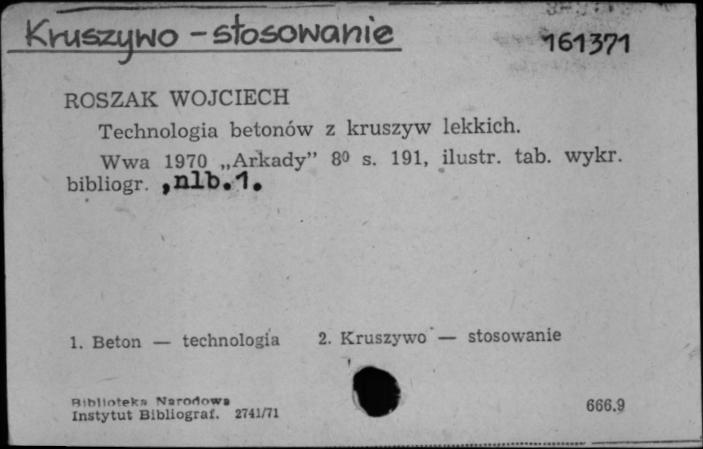 Kruszywo - stosowanie
161371
ROSZAK WOJCIECH
Technologia betonów z kruszyw lekkich.
Wwa 1970 „Arkady” 8⁰ s. 191, ilustr. tab. wykr.
bibliogr. , nlb. 1.
1. Beton — technologia 2. Kruszywo — stosowanie
Biblioteka Narodowa
Instytut Bibliograf. 2741/71
666.9